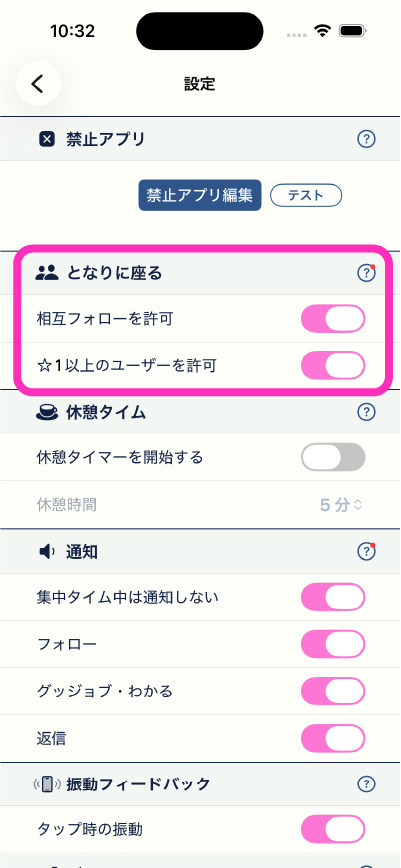 10:32
設定
禁止アプリ
禁止アプリ編集 テスト
となりに座る
相互フォローを許可
☆1以上のユーザーを許可
休憩タイム
休憩タイマーを開始する
休憩時間 5 分
通知
集中タイム中は通知しない
フォロー
グッジョブ・わかる
返信
振動フィードバック
タップ時の振動